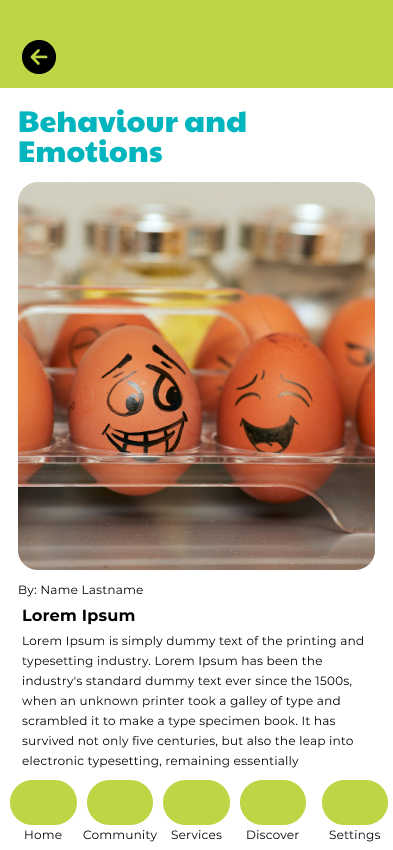 Behaviour and
Emotions
By: Name Lastname
Lorem Ipsum
Lorem Ipsum is simply dummy text of the printing and
typesetting industry. Lorem Ipsum has been the
industry's standard dummy text ever since the 1500s,
when an unknown printer took a galley of type and
scrambled it to make a type specimen book. It has
survived not only five centuries, but also the leap into
electronic typesetting, remaining essentially
Home Community Services Discover Settings